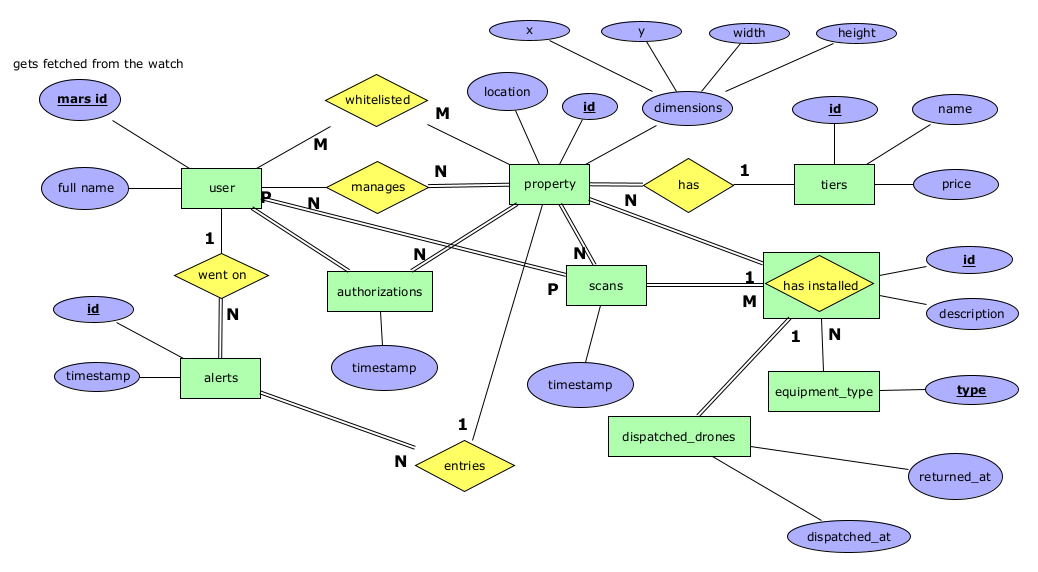 x
y
width
height
gets fetched from the watch
mars id
whitelisted
M
location
id
dimensions
id
name
M
user
full name
manages
N
property
has
1
tiers
price
P
N
N
1
went on
N
N
id
1
has installed
authorizations
P
scans
M
id
N
description
1
N
timestamp
alerts
timestamp
timestamp
equipment_type
type
1
dispatched_drones
N
entries
returned_at
dispatched_at